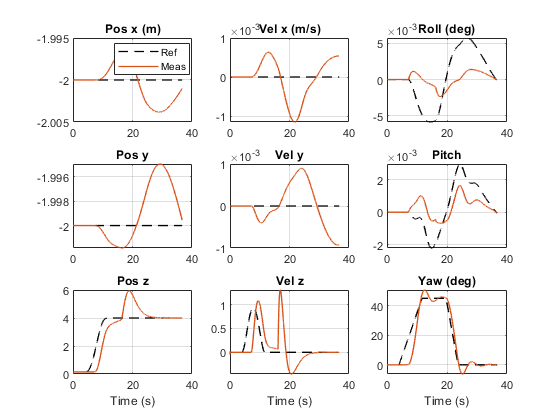 Pos x (m)
-1.995
-2
-2.005
0 20 40
Ref
Meas
×10⁻³ Vel x (m/s)
1
0
-1
0 20 40
×10⁻³ Roll (deg)
5
0
-5
0 20 40
Pos y
-1.996
-1.998
-2
0 20 40
×10⁻³ Vel y
1
0
-1
0 20 40
×10⁻³ Pitch
2
0
-2
0 20 40
Pos z
6
4
2
0
0 20 40
Time (s)
Vel z
1
0.5
0
0 20 40
Time (s)
Yaw (deg)
40
20
0
0 20 40
Time (s)